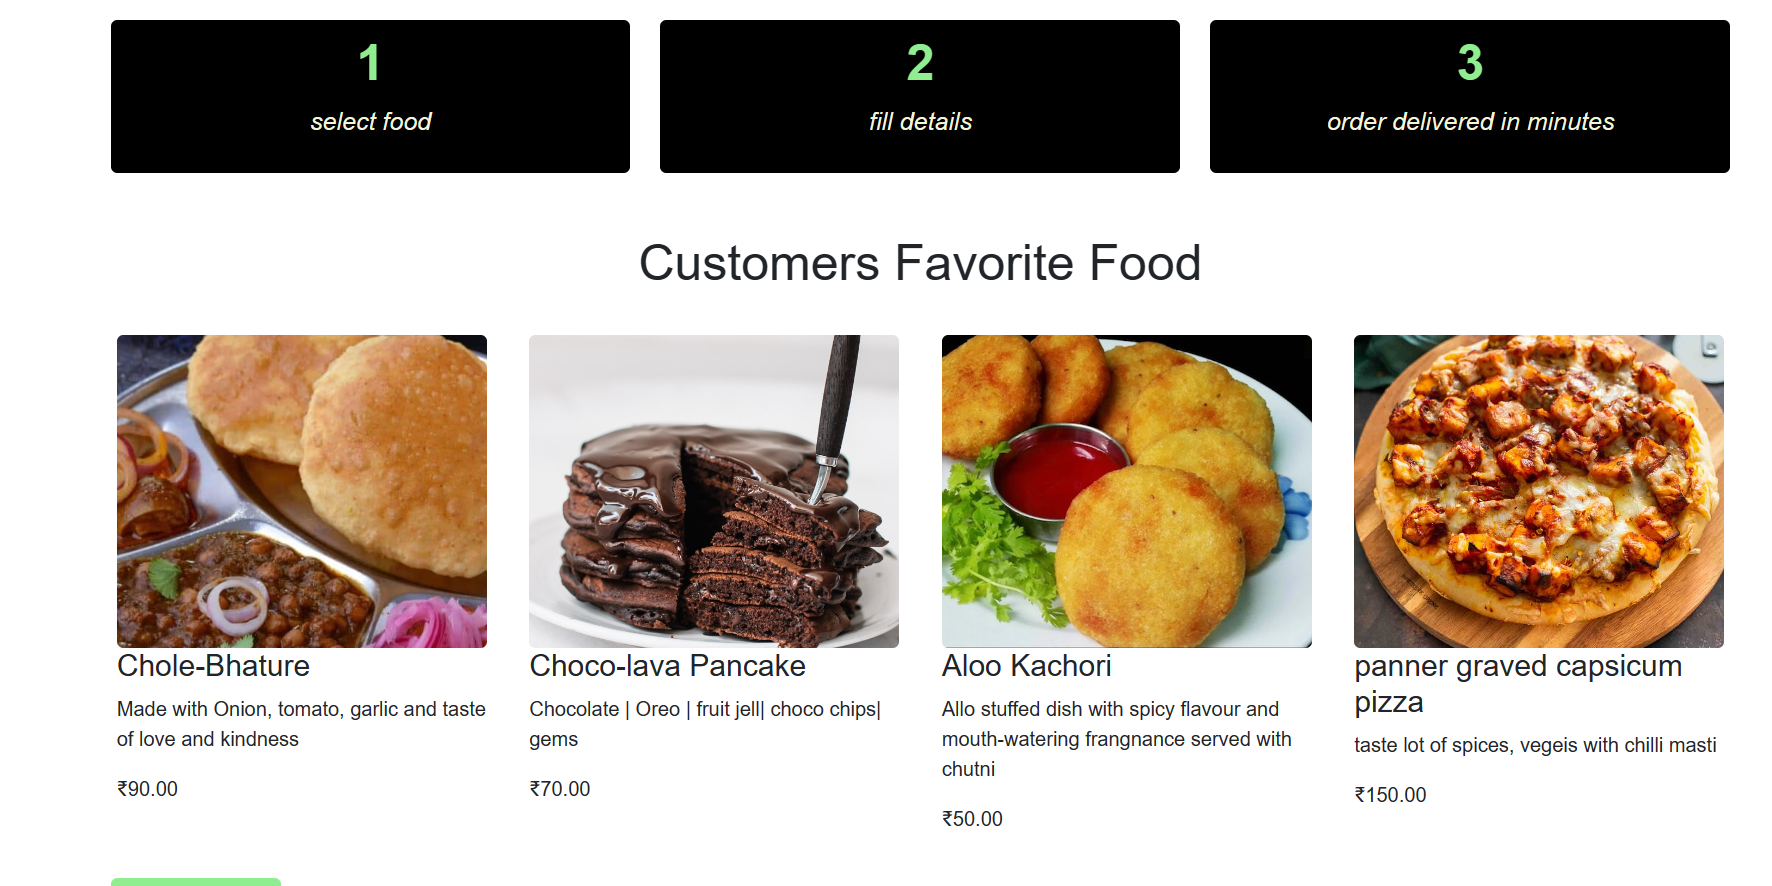 1
select food
2
fill details
3
order delivered in minutes
Customers Favorite Food
Chole-Bhature
Made with Onion, tomato, garlic and taste
of love and kindness
₹90.00
Choco-lava Pancake
Chocolate | Oreo | fruit jell| choco chips|
gems
₹70.00
Aloo Kachori
Allo stuffed dish with spicy flavour and
mouth-watering frangnance served with
chutni
₹50.00
panner graved capsicum
pizza
taste lot of spices, vegeis with chilli masti
₹150.00